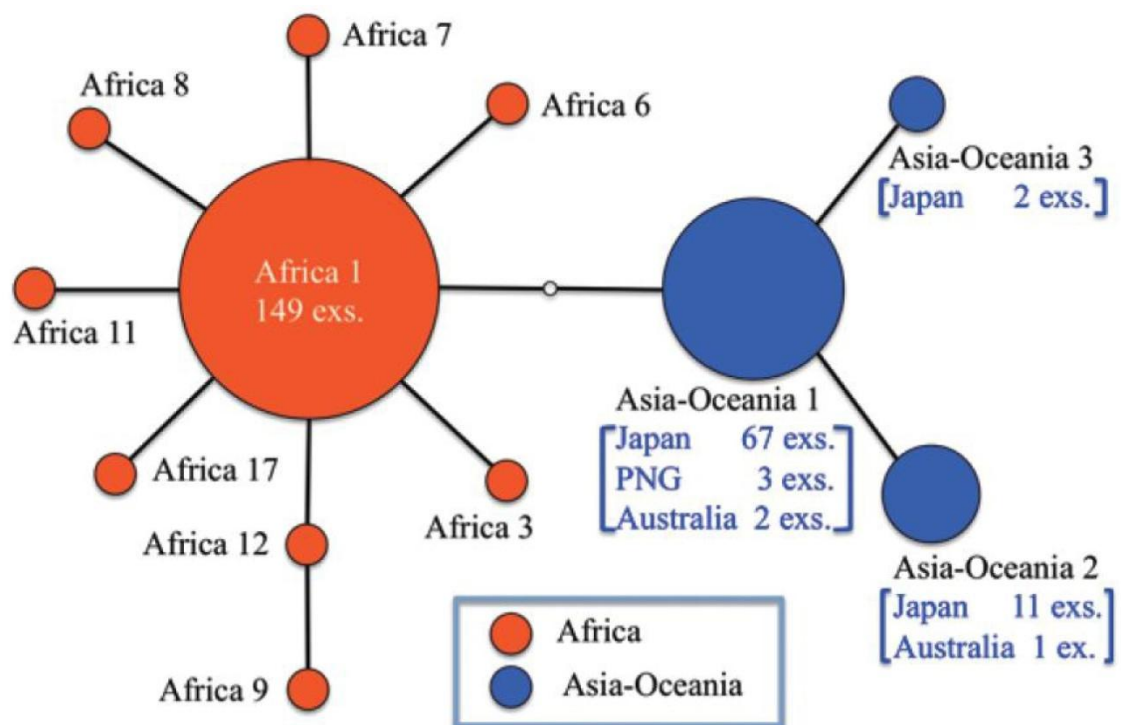 Africa 7
Africa 8
Africa 6
Asia-Oceania 3
[Japan 2 exs.]
Africa 1
149 exs.
Africa 11
Asia-Oceania 1
[Japan 67 exs.
PNG 3 exs.
Australia 2 exs.]
Africa 17
Africa 3
Africa 12
Asia-Oceania 2
[Japan 11 exs.
Australia 1 ex.]
Africa 9
Africa
Asia-Oceania